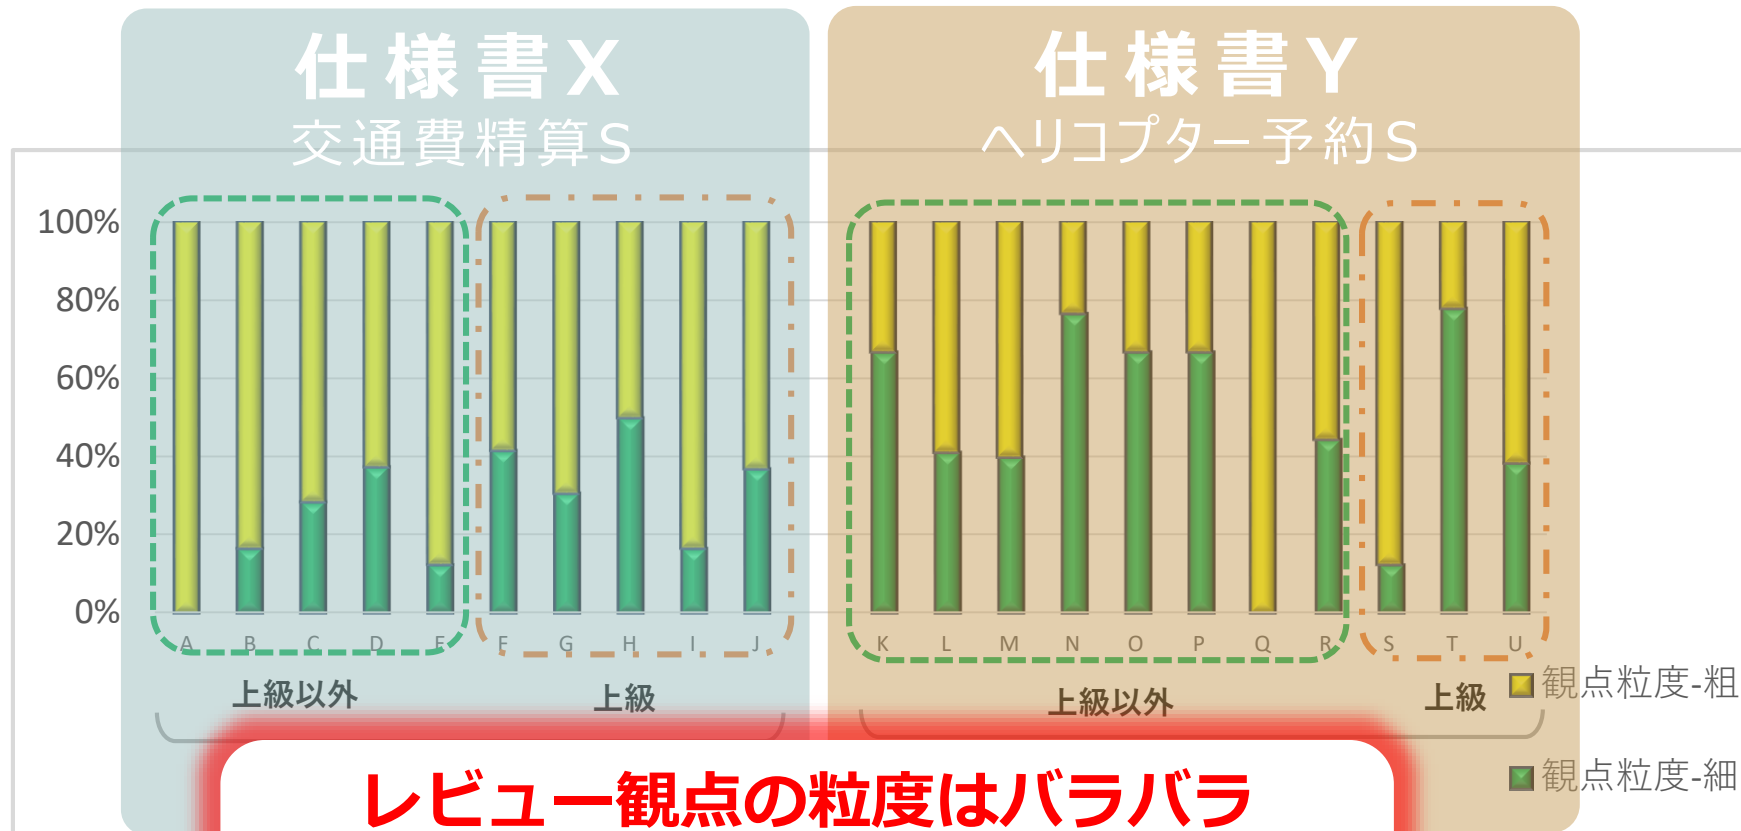 仕様書X
交通費精算S
仕様書Y
ヘリコプター予約S
100%
80%
60%
40%
20%
0%
A B C D E F G H I J K L M N O P Q R S T U
上級以外 上級 上級以外 上級
観点粒度-粗
観点粒度-細
レビュー観点の粒度はバラバラ